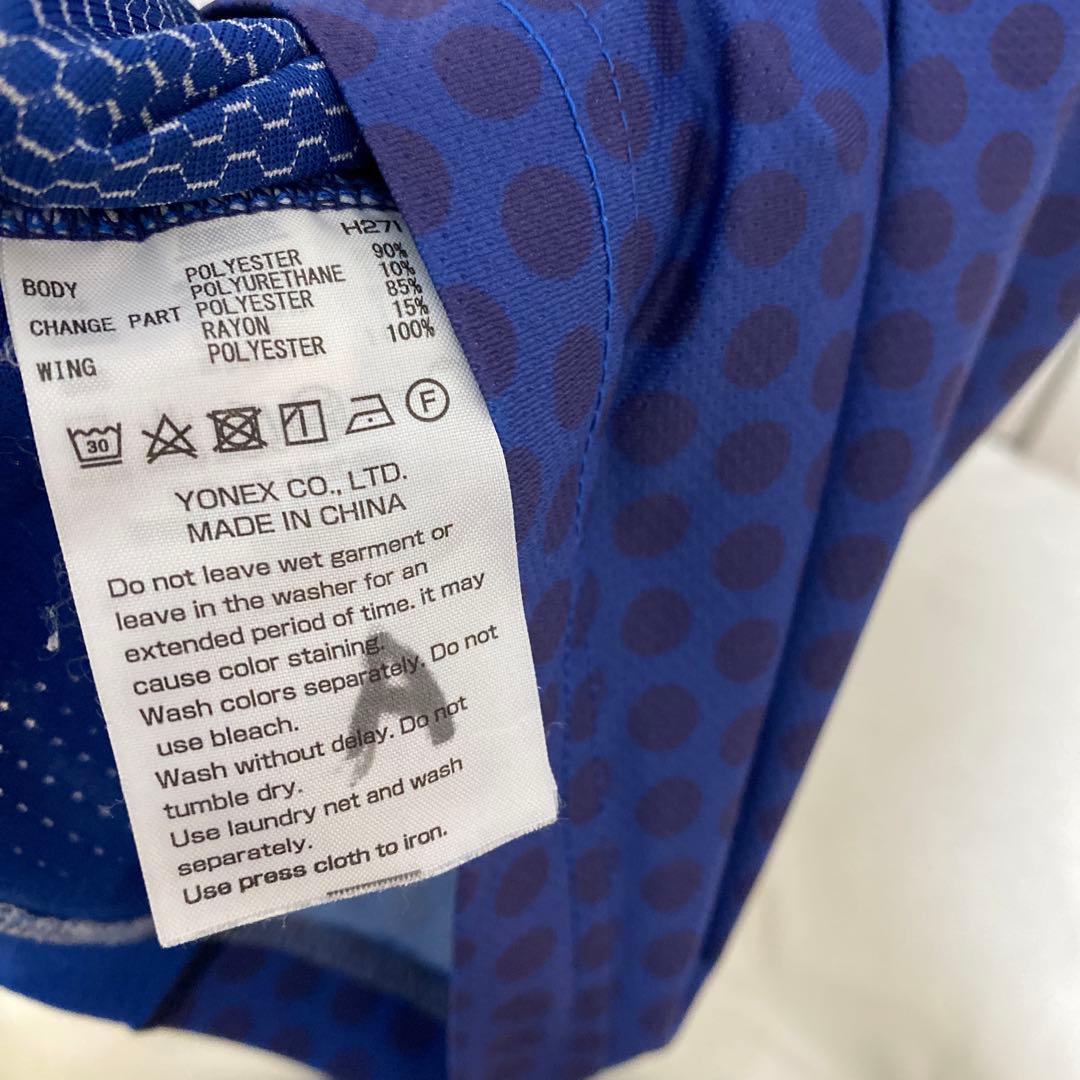 H271
BODY POLYESTER 90%
POLYURETHANE 10%
CHANGE PART POLYESTER 85%
RAYON 15%
WING POLYESTER 100%
30 F
YONEX CO., LTD.
MADE IN CHINA
Do not leave wet garment or
leave in the washer for an
extended period of time. it may
cause color staining.
Wash colors separately. Do not
use bleach.
Wash without delay. Do not
tumble dry.
Use laundry net and wash
separately.
Use press cloth to iron.
A